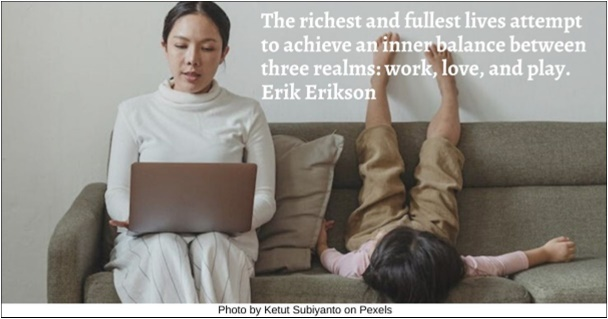 The richest and fullest lives attempt
to achieve an inner balance between
three realms: work, love, and play.
Erik Erikson
Photo by Ketut Subiyanto on Pexels